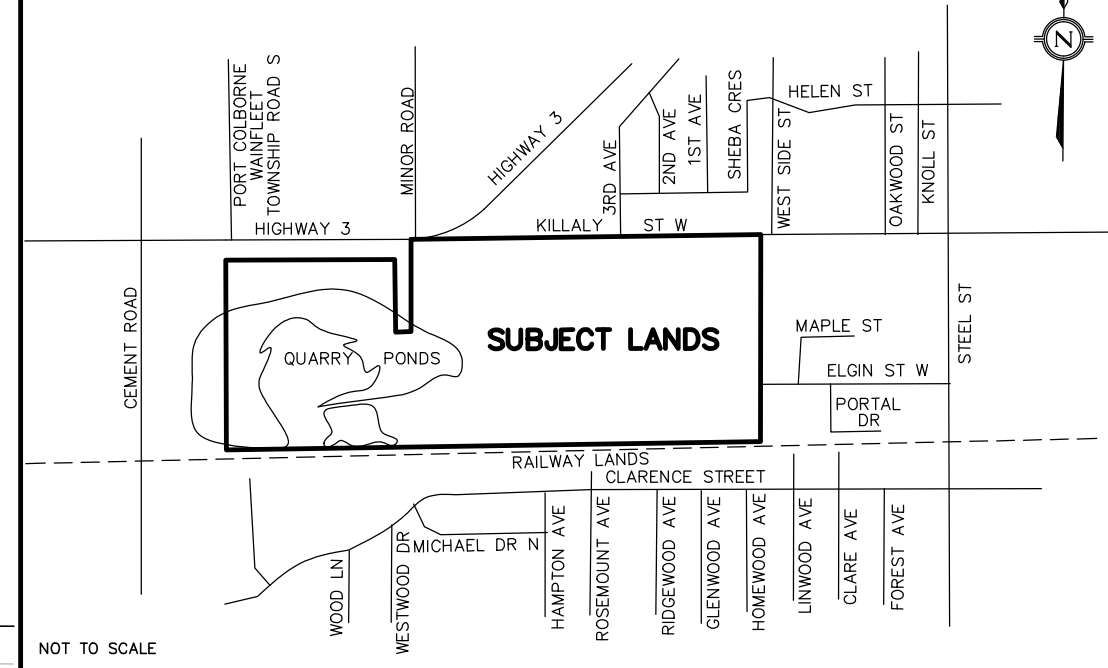 N
PORT COLBORNE
WAINFLEET
TOWNSHIP ROAD S
MINOR ROAD
HIGHWAY 3
3RD AVE
2ND AVE
1ST AVE
SHEBA CRES
HELEN ST
WEST SIDE ST
OAKWOOD ST
KNOLL ST
HIGHWAY 3
KILLALY ST W
CEMENT ROAD
QUARRY PONDS
SUBJECT LANDS
MAPLE ST
ELGIN ST W
PORTAL
DR
STEEL ST
RAILWAY LANDS
CLARENCE STREET
WOOD LN
WESTWOOD DR
MICHAEL DR N
HAMPTON AVE
ROSEMOUNT AVE
RIDGEWOOD AVE
GLENWOOD AVE
HOMEWOOD AVE
LINWOOD AVE
CLARE AVE
FOREST AVE
NOT TO SCALE